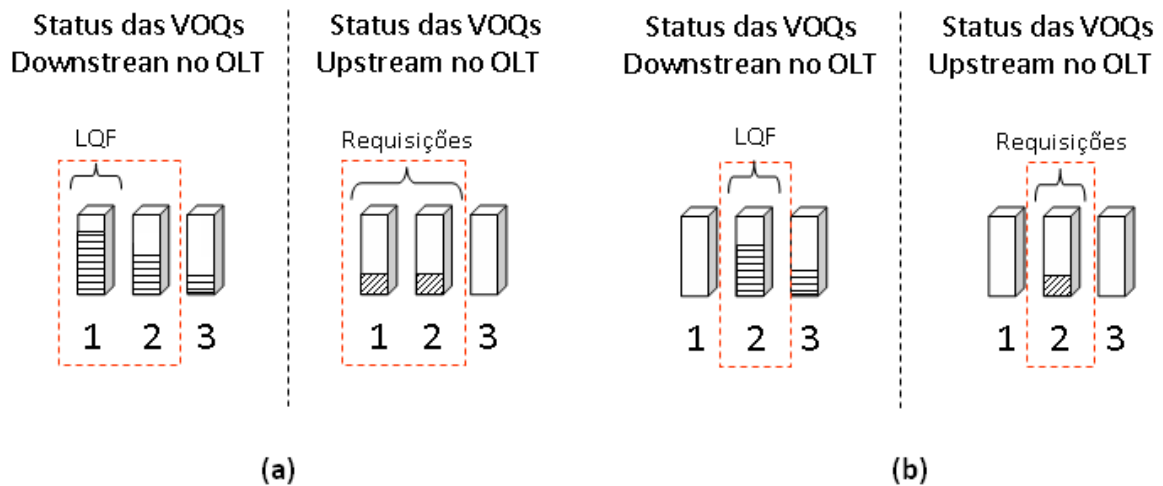 Status das VOQs
Downstrean no OLT
Status das VOQs
Upstream no OLT
LQF
Requisições
1 2 3
1 2 3
(a)
Status das VOQs
Downstrean no OLT
Status das VOQs
Upstream no OLT
LQF
Requisições
1 2 3
1 2 3
(b)